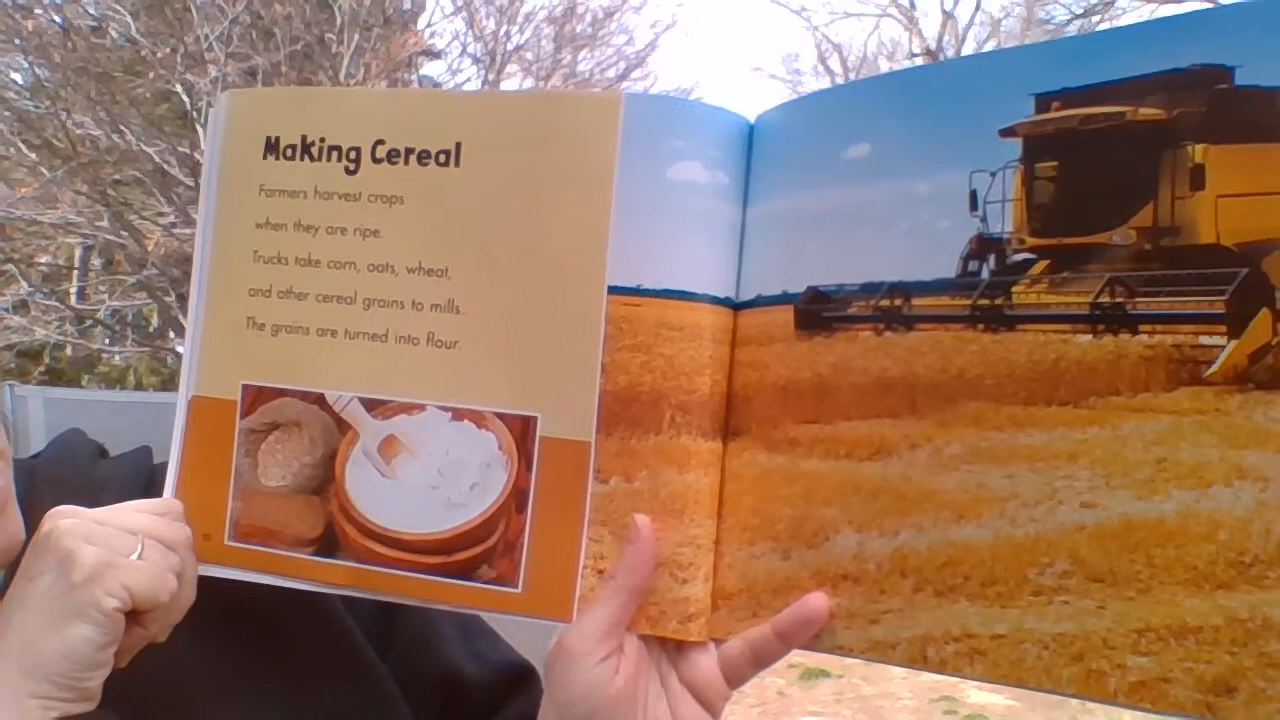 Making Cereal
Farmers harvest crops
when they are ripe.
Trucks take corn, oats, wheat,
and other cereal grains to mills.
The grains are turned into flour.